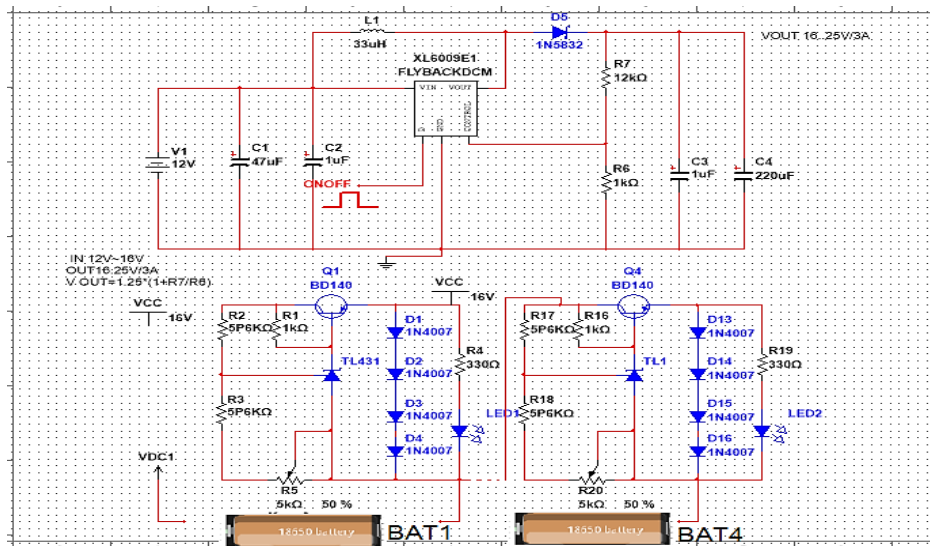 L1
33uH
D5
1N5832
VOUT 16..25V/3A
XL6009E1
FLYBACKDCM
VIN VOUT
D GND CONTROL
R7
12kΩ
V1
12V
C1
47uF
C2
1uF
ONOFF
R6
1kΩ
C3
1uF
C4
220uF
IN 12V~16V
OUT16.25V/3A
V OUT=1.25*(1+R7/R6)
VCC
16V
Q1
BD140
VCC
16V
R2
5P6KΩ
R1
1kΩ
D1
1N4007
TL431
D2
1N4007
R4
330Ω
R3
5P6KΩ
D3
1N4007
LED1
D4
1N4007
VDC1
R5
5kΩ 50 %
18650 battery
BAT1
Q4
BD140
R17
5P6KΩ
R16
1kΩ
D13
1N4007
TL1
D14
1N4007
R19
330Ω
R18
5P6KΩ
D15
1N4007
LED2
D16
1N4007
R20
5kΩ 50 %
18650 battery
BAT4